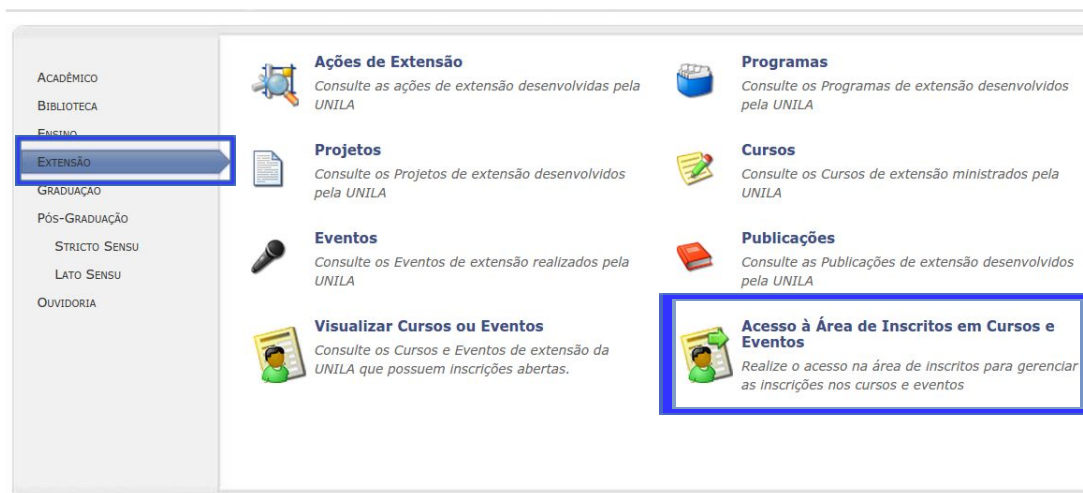 Acadêmico
Biblioteca
Ensino
Extensão
Graduação
Pós-Graduação
Stricto Sensu
Lato Sensu
Ouvidoria
Ações de Extensão
Consulte as ações de extensão desenvolvidas pela
UNILA
Programas
Consulte os Programas de extensão desenvolvidos
pela UNILA
Projetos
Consulte os Projetos de extensão desenvolvidos
pela UNILA
Cursos
Consulte os Cursos de extensão ministrados pela
UNILA
Eventos
Consulte os Eventos de extensão realizados pela
UNILA
Publicações
Consulte as Publicações de extensão desenvolvidos
pela UNILA
Visualizar Cursos ou Eventos
Consulte os Cursos e Eventos de extensão da
UNILA que possuem inscrições abertas.
Acesso à Área de Inscritos em Cursos e
Eventos
Realize o acesso na área de inscritos para gerenciar
as inscrições nos cursos e eventos